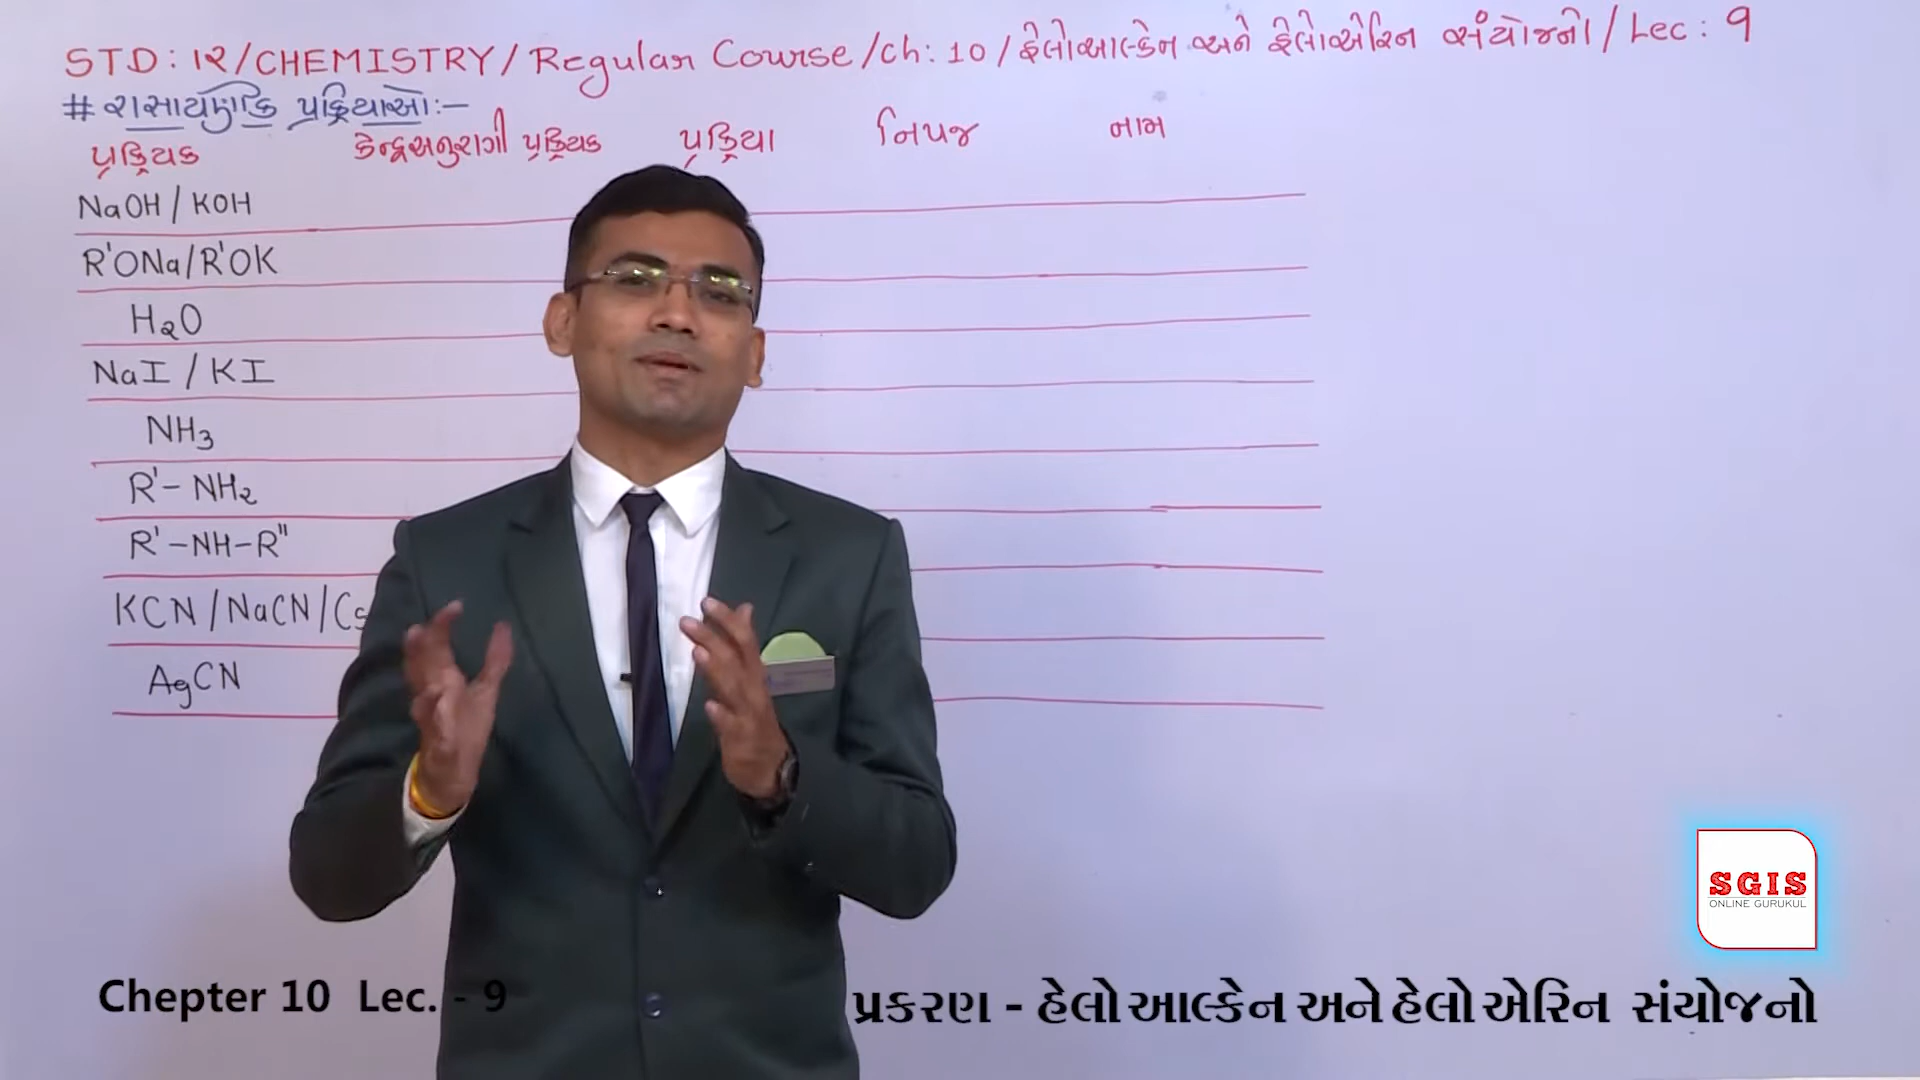 STD: ૧૨/CHEMISTRY/Regular Course/ch: 10/હેલોઆલ્કેન અને હેલોએરિન સંયોજનો/Lec: 9
# રાસાયણિક પ્રક્રિયાઓ:-
પ્રક્રિયક કેન્દ્રઅનુરાગી પ્રક્રિયક પ્રક્રિયા નિપજ નામ
NaOH / KOH
R'ONa/R'OK
H₂O
NaI / KI
NH₃
R'- NH₂
R'-NH-R"
KCN/NaCN/Cs
AgCN
SGIS
ONLINE GURUKUL
Chepter 10 Lec. - 9
પ્રકરણ - હેલોઆલ્કેન અને હેલોએરિન સંયોજનો